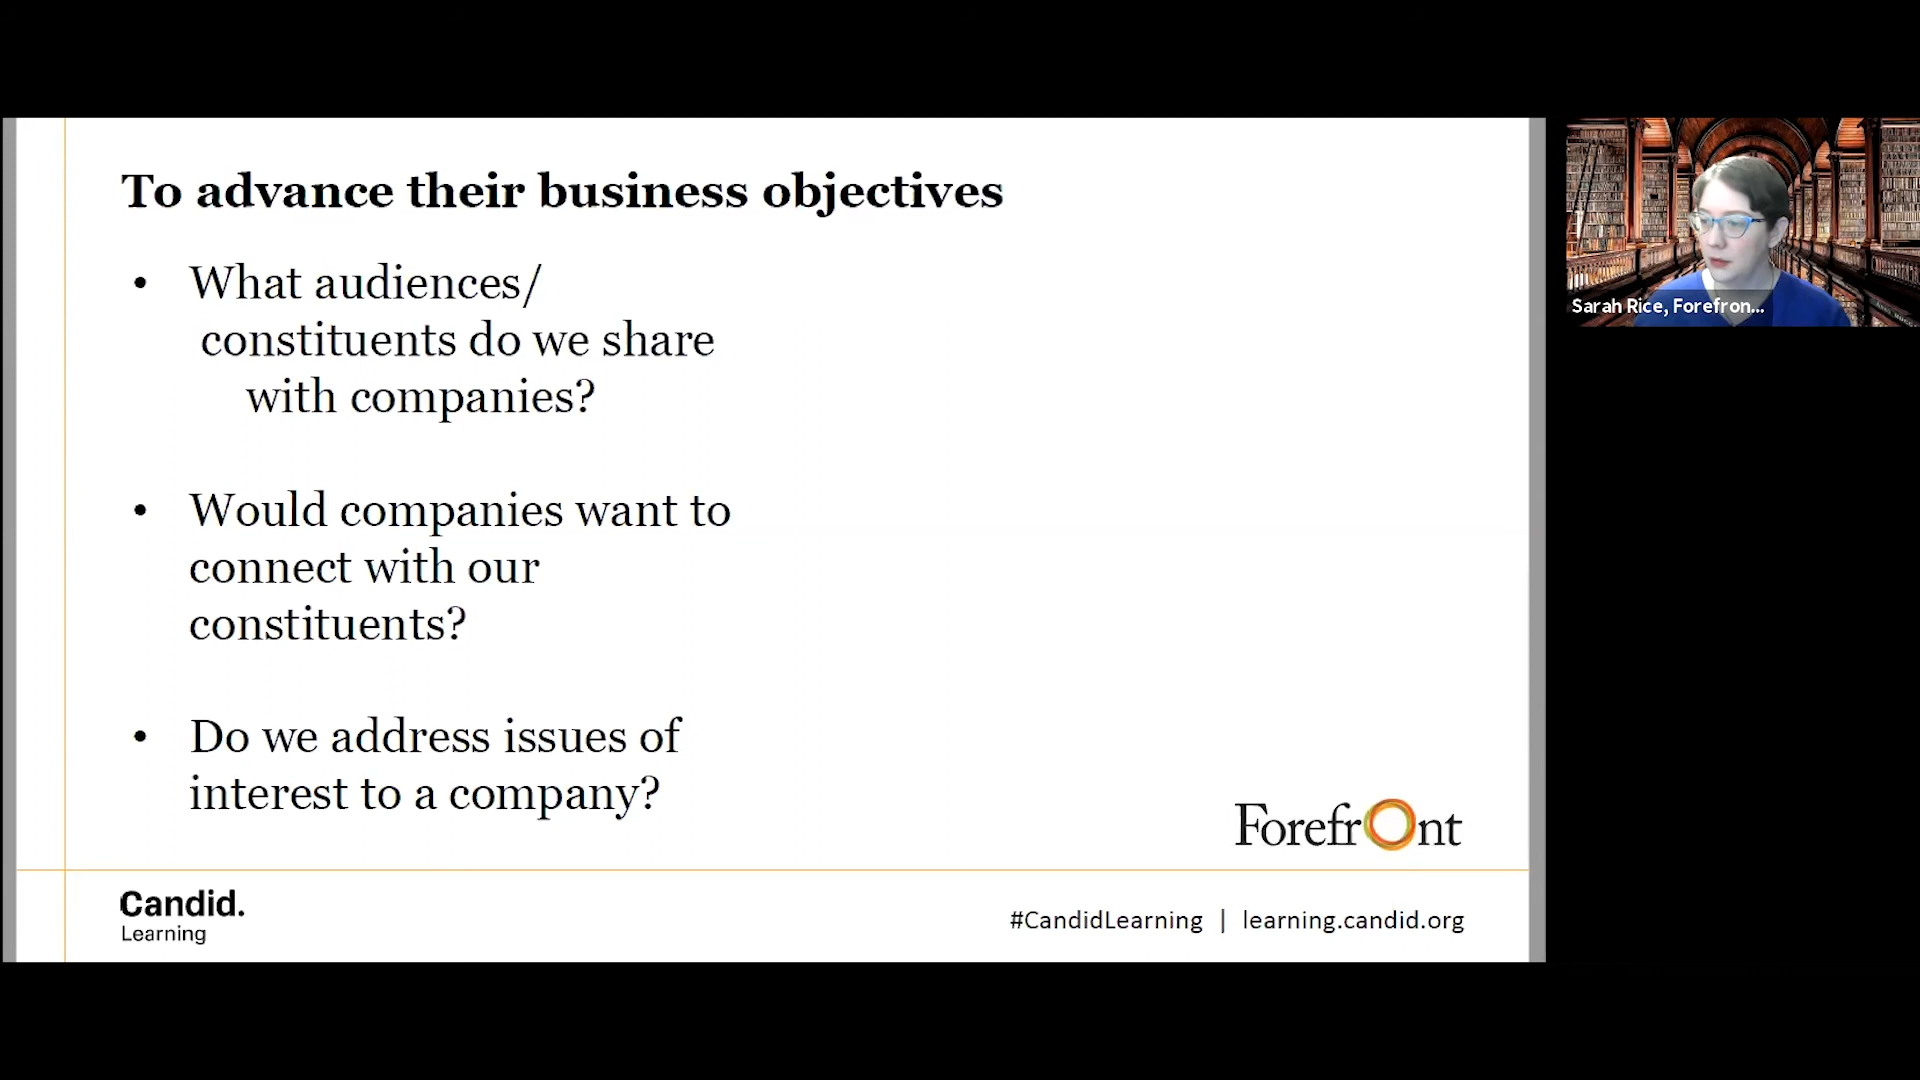 To advance their business objectives
• What audiences/
constituents do we share
with companies?
• Would companies want to
connect with our
constituents?
• Do we address issues of
interest to a company?
Forefront
Candid.
Learning
#CandidLearning | learning.candid.org
Sarah Rice, Forefron...